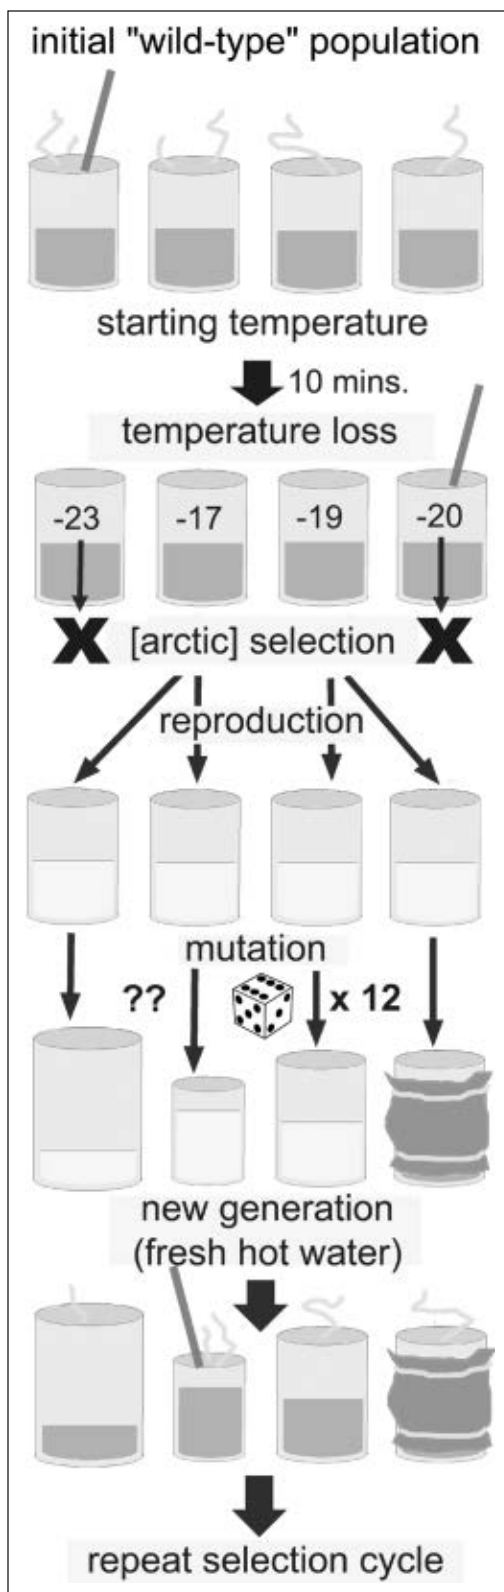 initial "wild-type" population
starting temperature
10 mins.
temperature loss
-23 -17 -19 -20
X [arctic] selection X
reproduction
mutation
?? x 12
new generation
(fresh hot water)
repeat selection cycle